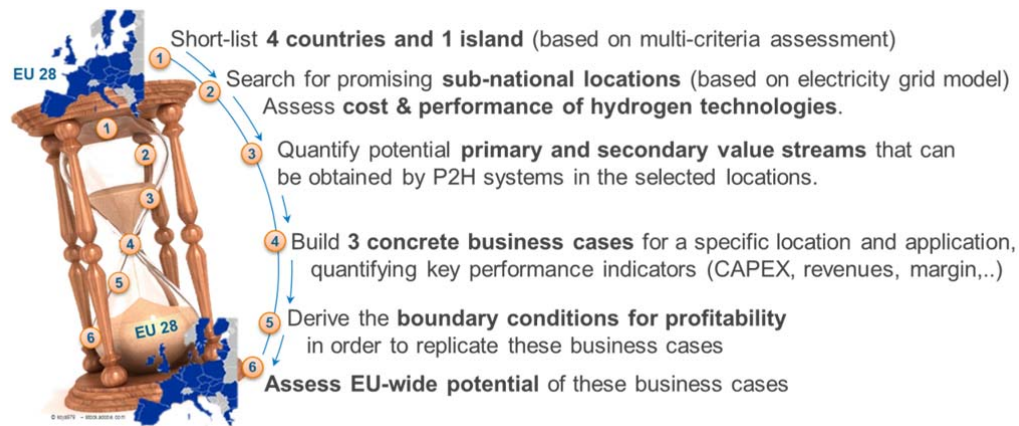 Short-list 4 countries and 1 island (based on multi-criteria assessment)
1
EU 28
Search for promising sub-national locations (based on electricity grid model)
2
Assess cost & performance of hydrogen technologies.
1
2
3
Quantify potential primary and secondary value streams that can
be obtained by P2H systems in the selected locations.
3
4
4
Build 3 concrete business cases for a specific location and application,
quantifying key performance indicators (CAPEX, revenues, margin,..)
5
5
Derive the boundary conditions for profitability
in order to replicate these business cases
EU 28
6
6
Assess EU-wide potential of these business cases